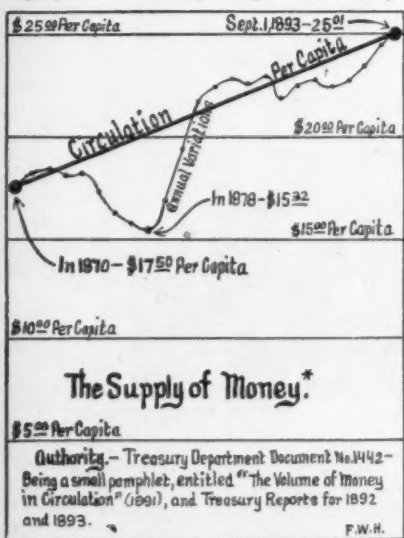 $25.00 Per Capita
Sept. 1, 1893-25.01
Per Capita
Circulation
Annual Variations
$20.00 Per Capita
In 1878-$15.32
$15.00 Per Capita
In 1870-$17.50 Per Capita
$10.00 Per Capita
The Supply of Money.*
$5.00 Per Capita
Authority.- Treasury Department Document No.1442-
Being a small pamphlet, entitled "The Volume of Money
in Circulation" (1891), and Treasury Reports for 1892
and 1893.
F.W.H.